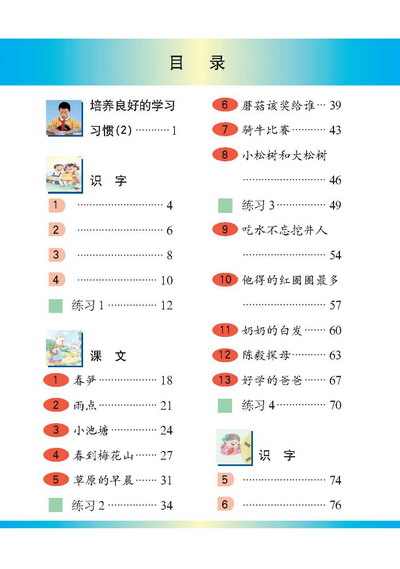 目 录
培养良好的学习
习惯(2) ··········· 1
识 字
1 ················· 4
2 ················· 6
3 ················· 8
4 ················· 10
练习1 ·············· 12
课 文
1 春笋 ················ 18
2 雨点 ················ 21
3 小池塘 ············· 24
4 春到梅花山 ······ 27
5 草原的早晨 ······ 31
练习2 ·············· 34
6 蘑菇该奖给谁 ··· 39
7 骑牛比赛 ·········· 43
8 小松树和大松树
················· 46
练习3 ·············· 49
9 吃水不忘挖井人
················· 54
10 他得的红圈圈最多
················· 57
11 奶奶的白发 ······ 60
12 陈毅探母 ·········· 63
13 好学的爸爸 ······ 67
练习4 ·············· 70
识 字
5 ················· 74
6 ················· 76